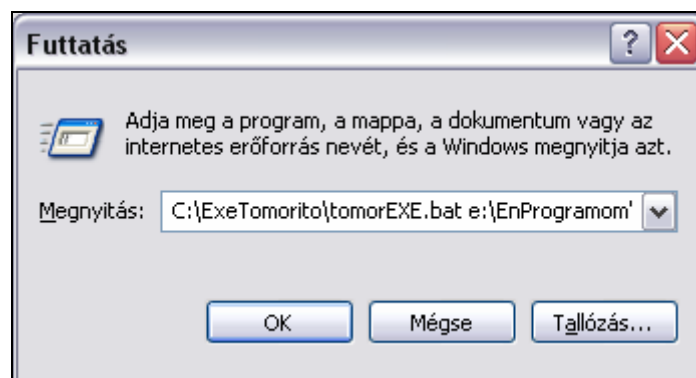 Futtatás
Adja meg a program, a mappa, a dokumentum vagy az
internetes erőforrás nevét, és a Windows megnyitja azt.
Megnyitás: C:\ExeTomorito\tomorEXE.bat e:\EnProgramom'
OK Mégse Tallózás...